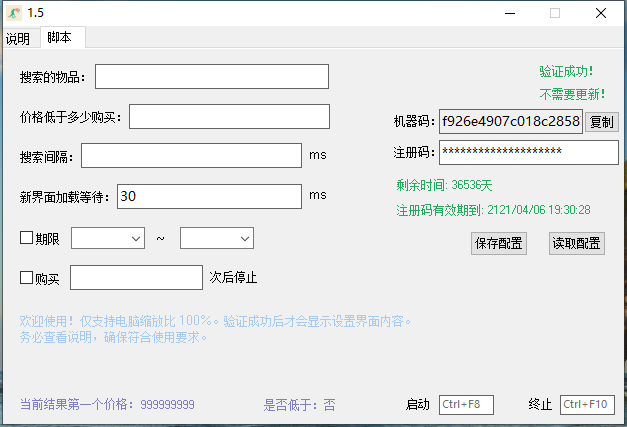 1.5
说明 脚本
搜索的物品：
验证成功！
不需要更新！
价格低于多少购买：
机器码： f926e4907c018c2858 复制
搜索间隔： ms
注册码： ********************
剩余时间: 36536天
新界面加载等待： 30 ms
注册码有效期到: 2121/04/06 19:30:28
期限 ~
保存配置 读取配置
购买 次后停止
欢迎使用！仅支持电脑缩放比 100%。验证成功后才会显示设置界面内容。
务必查看说明，确保符合使用要求。
当前结果第一个价格：999999999 是否低于：否 启动 Ctrl+F8 终止 Ctrl+F10